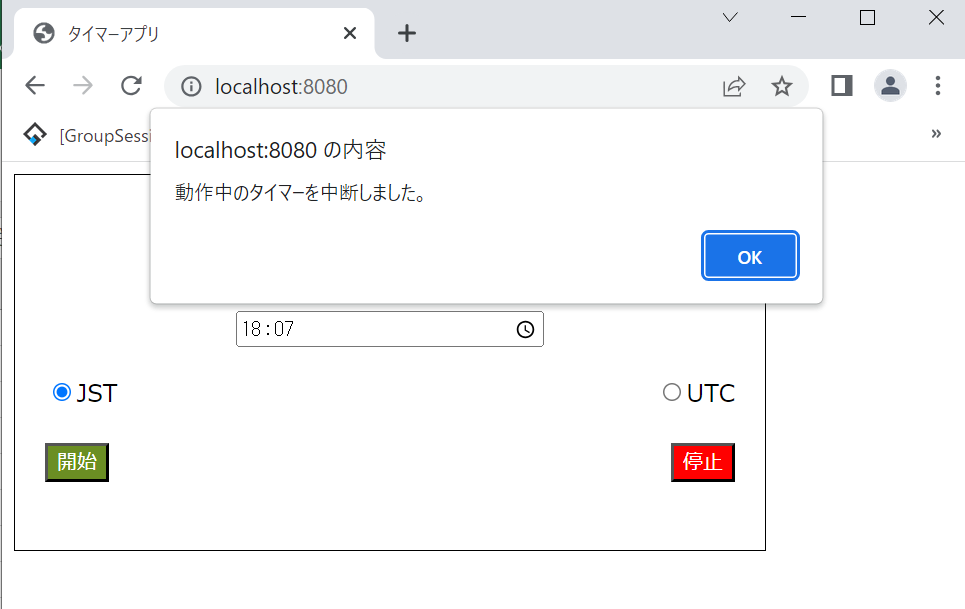 タイマーアプリ
localhost:8080
[GroupSessi
localhost:8080 の内容
動作中のタイマーを中断しました。
OK
18:07
JST
UTC
開始
停止